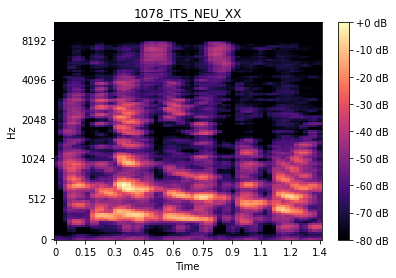 1078_ITS_NEU_XX
8192
4096
2048
1024
512
0
Hz
0 0.15 0.3 0.45 0.6 0.75 0.9 1.1 1.2 1.4
Time
+0 dB
-10 dB
-20 dB
-30 dB
-40 dB
-50 dB
-60 dB
-70 dB
-80 dB